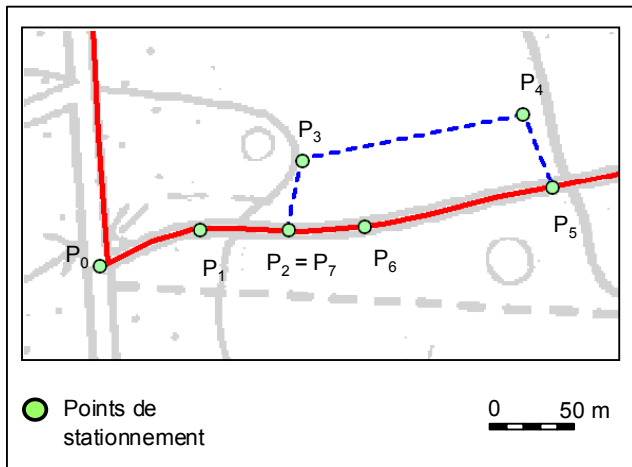 P4
P3
P0
P1
P2 = P7
P6
P5
Points de
stationnement
0 50 m